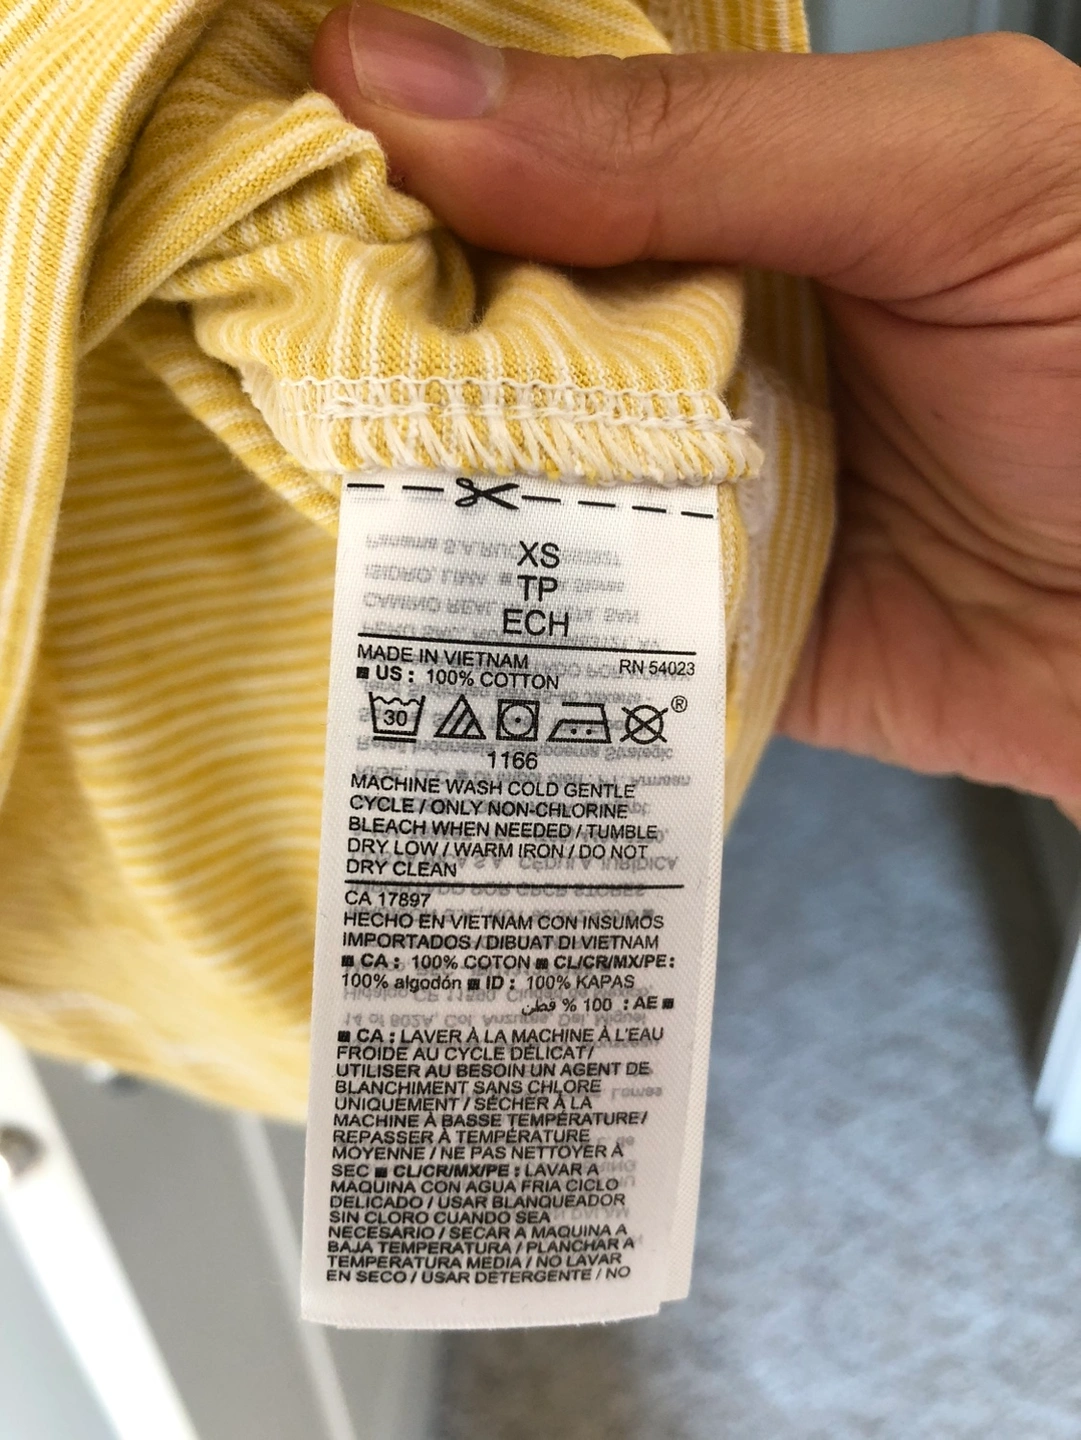 XS
TP
ECH
MADE IN VIETNAM RN 54023
■ US : 100% COTTON
30 ®
1166
MACHINE WASH COLD GENTLE
CYCLE / ONLY NON-CHLORINE
BLEACH WHEN NEEDED / TUMBLE
DRY LOW / WARM IRON / DO NOT
DRY CLEAN
CA 17897
HECHO EN VIETNAM CON INSUMOS
IMPORTADOS / DIBUAT DI VIETNAM
■ CA : 100% COTON ■ CL/CR/MX/PE :
100% algodón ■ ID : 100% KAPAS
■ AE : 100 % قطن
■ CA : LAVER À LA MACHINE À L'EAU
FROIDE AU CYCLE DÉLICAT /
UTILISER AU BESOIN UN AGENT DE
BLANCHIMENT SANS CHLORE
UNIQUEMENT / SÉCHER À LA
MACHINE À BASSE TEMPÉRATURE /
REPASSER À TEMPÉRATURE
MOYENNE / NE PAS NETTOYER À
SEC ■ CL/CR/MX/PE : LAVAR A
MAQUINA CON AGUA FRIA CICLO
DELICADO / USAR BLANQUEADOR
SIN CLORO CUANDO SEA
NECESARIO / SECAR A MAQUINA A
BAJA TEMPERATURA / PLANCHAR A
TEMPERATURA MEDIA / NO LAVAR
EN SECO / USAR DETERGENTE / NO